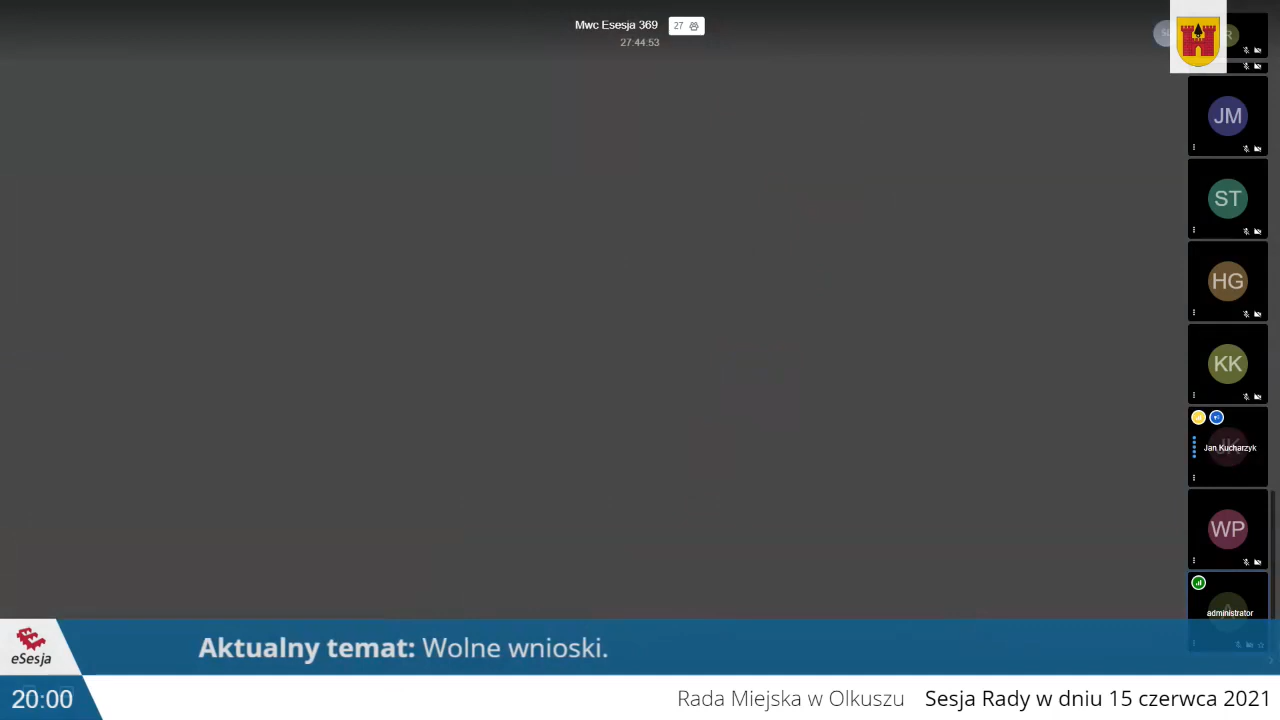 Mwc Esesja 369 27
27:44:53
R
JM
ST
HG
KK
JK
Jan Kucharzyk
WP
A
administrator
eSesja
Aktualny temat: Wolne wnioski.
20:00
Rada Miejska w Olkuszu Sesja Rady w dniu 15 czerwca 2021